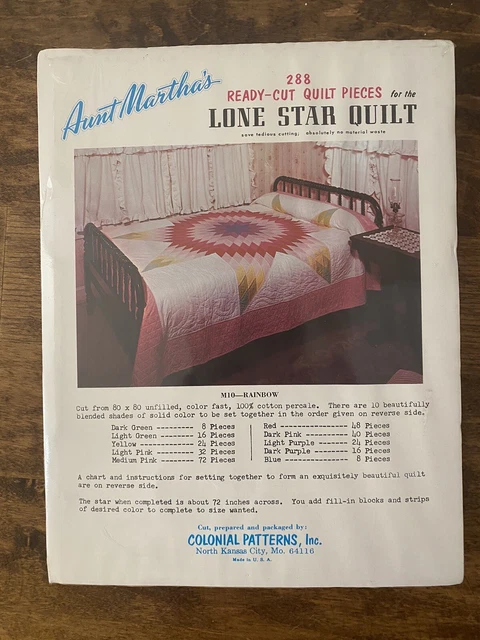 Aunt Martha's
288
READY-CUT QUILT PIECES for the
LONE STAR QUILT
save tedious cutting; absolutely no material waste
M10—RAINBOW
Cut from 80 x 80 unfilled, color fast, 100% cotton percale. There are 10 beautifully
blended shades of solid color to be set together in the order given on reverse side.
Dark Green -------- 8 Pieces
Light Green ------- 16 Pieces
Yellow ------------ 24 Pieces
Light Pink -------- 32 Pieces
Medium Pink ------- 72 Pieces
Red ---------------- 48 Pieces
Dark Pink ---------- 40 Pieces
Light Purple ------- 24 Pieces
Dark Purple -------- 16 Pieces
Blue --------------- 8 Pieces
A chart and instructions for setting together to form an exquisitely beautiful quilt
are on reverse side.
The star when completed is about 72 inches across. You add fill-in blocks and strips
of desired color to complete to size wanted.
Cut, prepared and packaged by:
COLONIAL PATTERNS, Inc.
North Kansas City, Mo. 64116
Made in U. S. A.